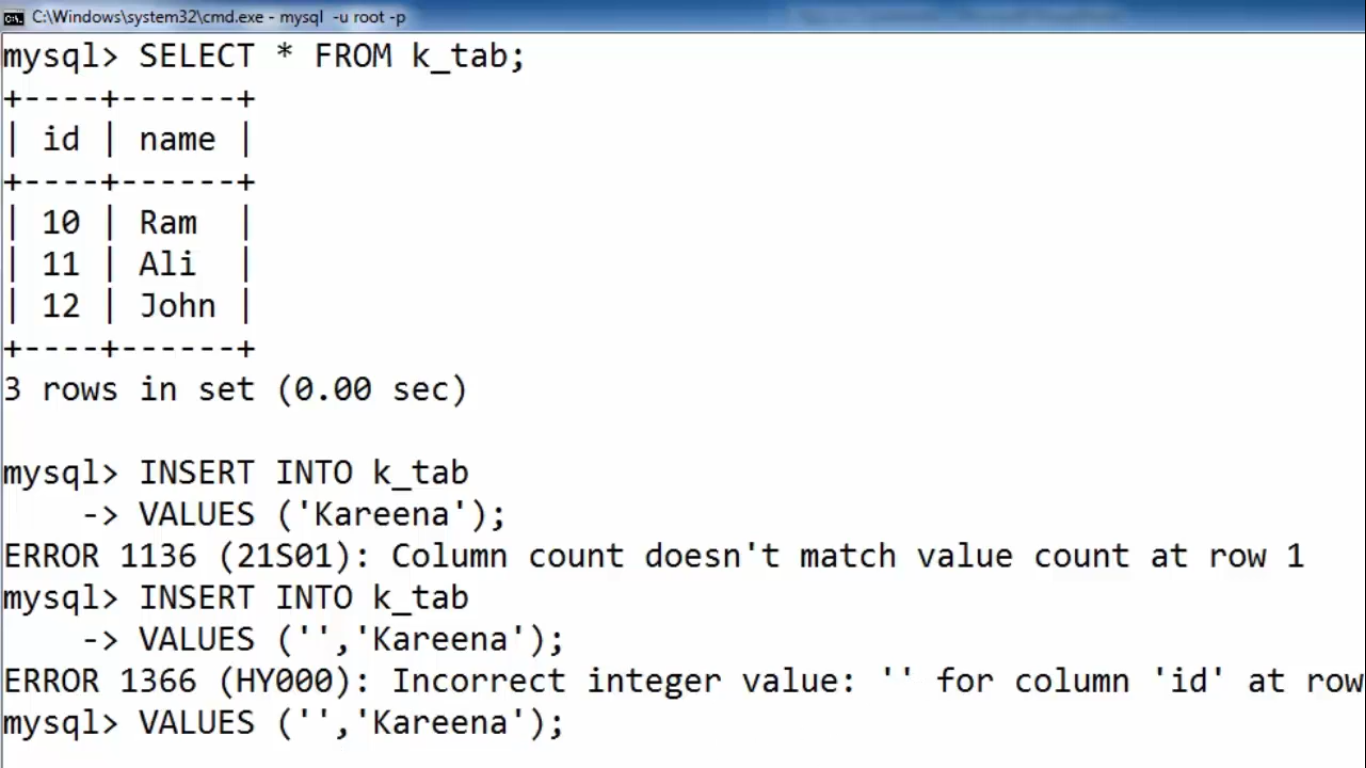 C:\Windows\system32\cmd.exe - mysql -u root -p
mysql> SELECT * FROM k_tab;
+----+------+
| id | name |
+----+------+
| 10 | Ram  |
| 11 | Ali  |
| 12 | John |
+----+------+
3 rows in set (0.00 sec)
mysql> INSERT INTO k_tab
    -> VALUES ('Kareena');
ERROR 1136 (21S01): Column count doesn't match value count at row 1
mysql> INSERT INTO k_tab
    -> VALUES ('','Kareena');
ERROR 1366 (HY000): Incorrect integer value: '' for column 'id' at row
mysql> VALUES ('','Kareena');